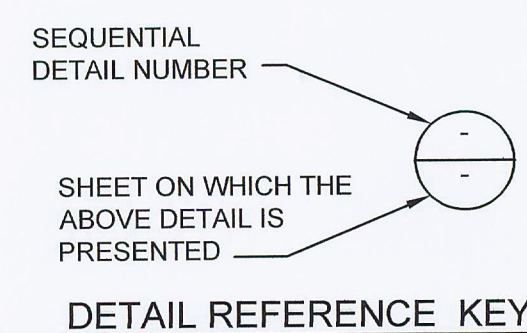 SEQUENTIAL
DETAIL NUMBER
-
-
SHEET ON WHICH THE
ABOVE DETAIL IS
PRESENTED
DETAIL REFERENCE KEY